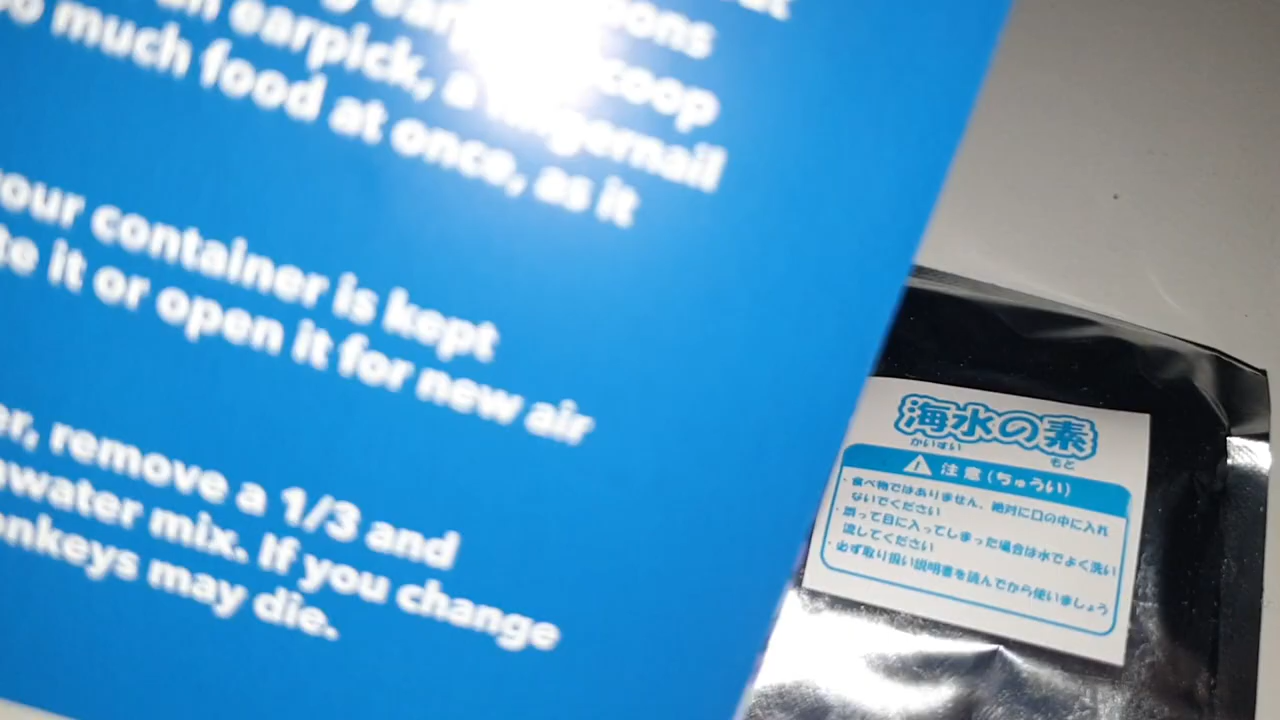 an earpick, a
scoop
much food at once, as it
your container is kept
it or open it for new air
remove a 1/3 and
mix. If you change
may die.
海水の素
かいすい
もと
注意(ちゅうい)
・食べ物ではありません、絶対に口の中に入れ
ないでください
・誤って目に入ってしまった場合は水でよく洗い
流してください
・必ず取り扱い説明書を読んでから使いましょう